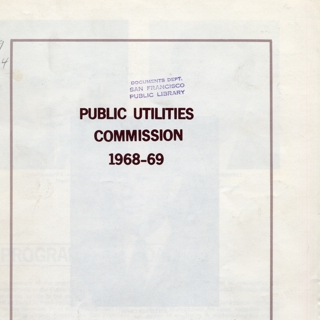 DOCUMENTS DEPT.
SAN FRANCISCO
PUBLIC LIBRARY
PUBLIC UTILITIES
COMMISSION
1968-69